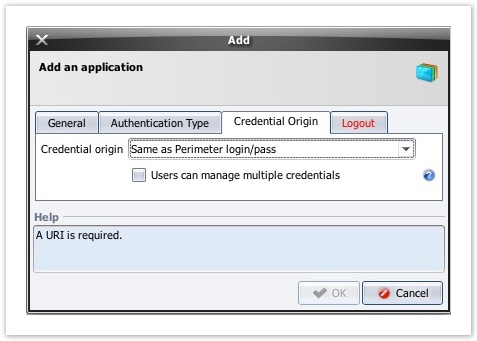 Add
Add an application
General
Authentication Type
Credential Origin
Logout
Credential origin Same as Perimeter login/pass
Users can manage multiple credentials
Help
A URI is required.
OK
Cancel